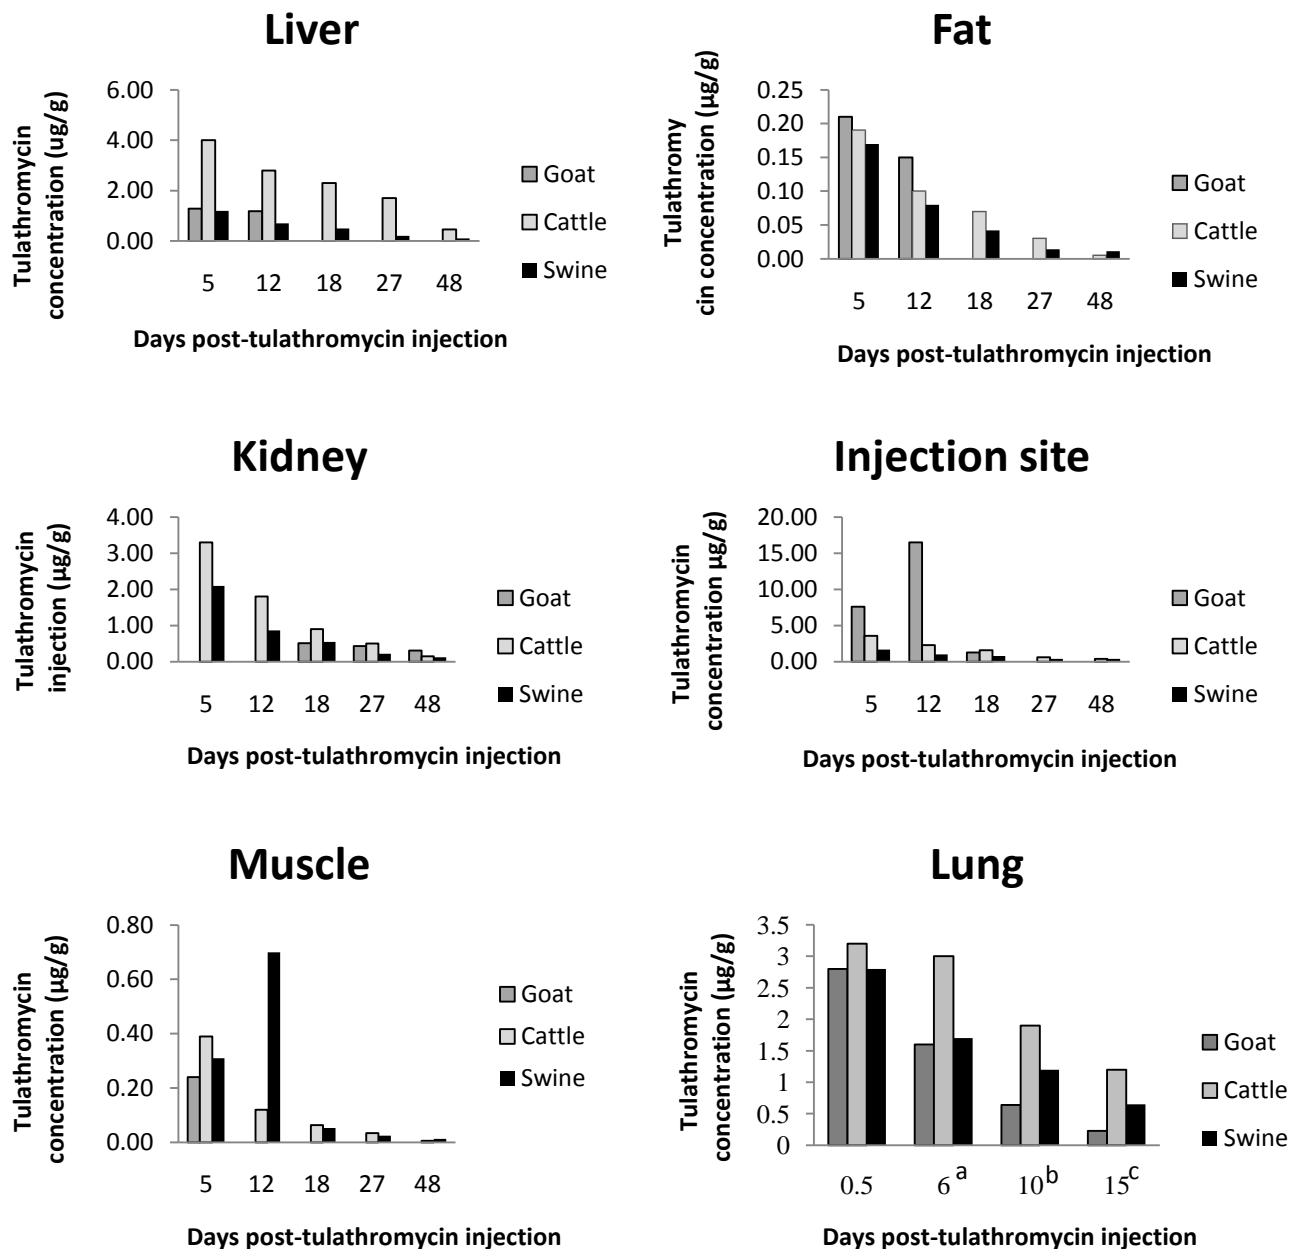 Liver
6.00
4.00
2.00
0.00
Tulathromycin
concentration (ug/g)
5 12 18 27 48
Days post-tulathromycin injection
Goat
Cattle
Swine
Fat
0.25
0.20
0.15
0.10
0.05
0.00
Tulathromy
cin concentration (µg/g)
5 12 18 27 48
Days post-tulathromycin injection
Goat
Cattle
Swine
Kidney
4.00
3.00
2.00
1.00
0.00
Tulathromycin
injection (µg/g)
5 12 18 27 48
Days post-tulathromycin injection
Goat
Cattle
Swine
Injection site
20.00
15.00
10.00
5.00
0.00
Tulathromycin
concentration µg/g)
5 12 18 27 48
Days post-tulathromycin injection
Goat
Cattle
Swine
Muscle
0.80
0.60
0.40
0.20
0.00
Tulathromycin
concentration (µg/g)
5 12 18 27 48
Days post-tulathromycin injection
Goat
Cattle
Swine
Lung
3.5
3
2.5
2
1.5
1
0.5
0
Tulathromycin
concentration (µg/g)
0.5 6a 10b 15c
Days post-tulathromycin injection
Goat
Cattle
Swine